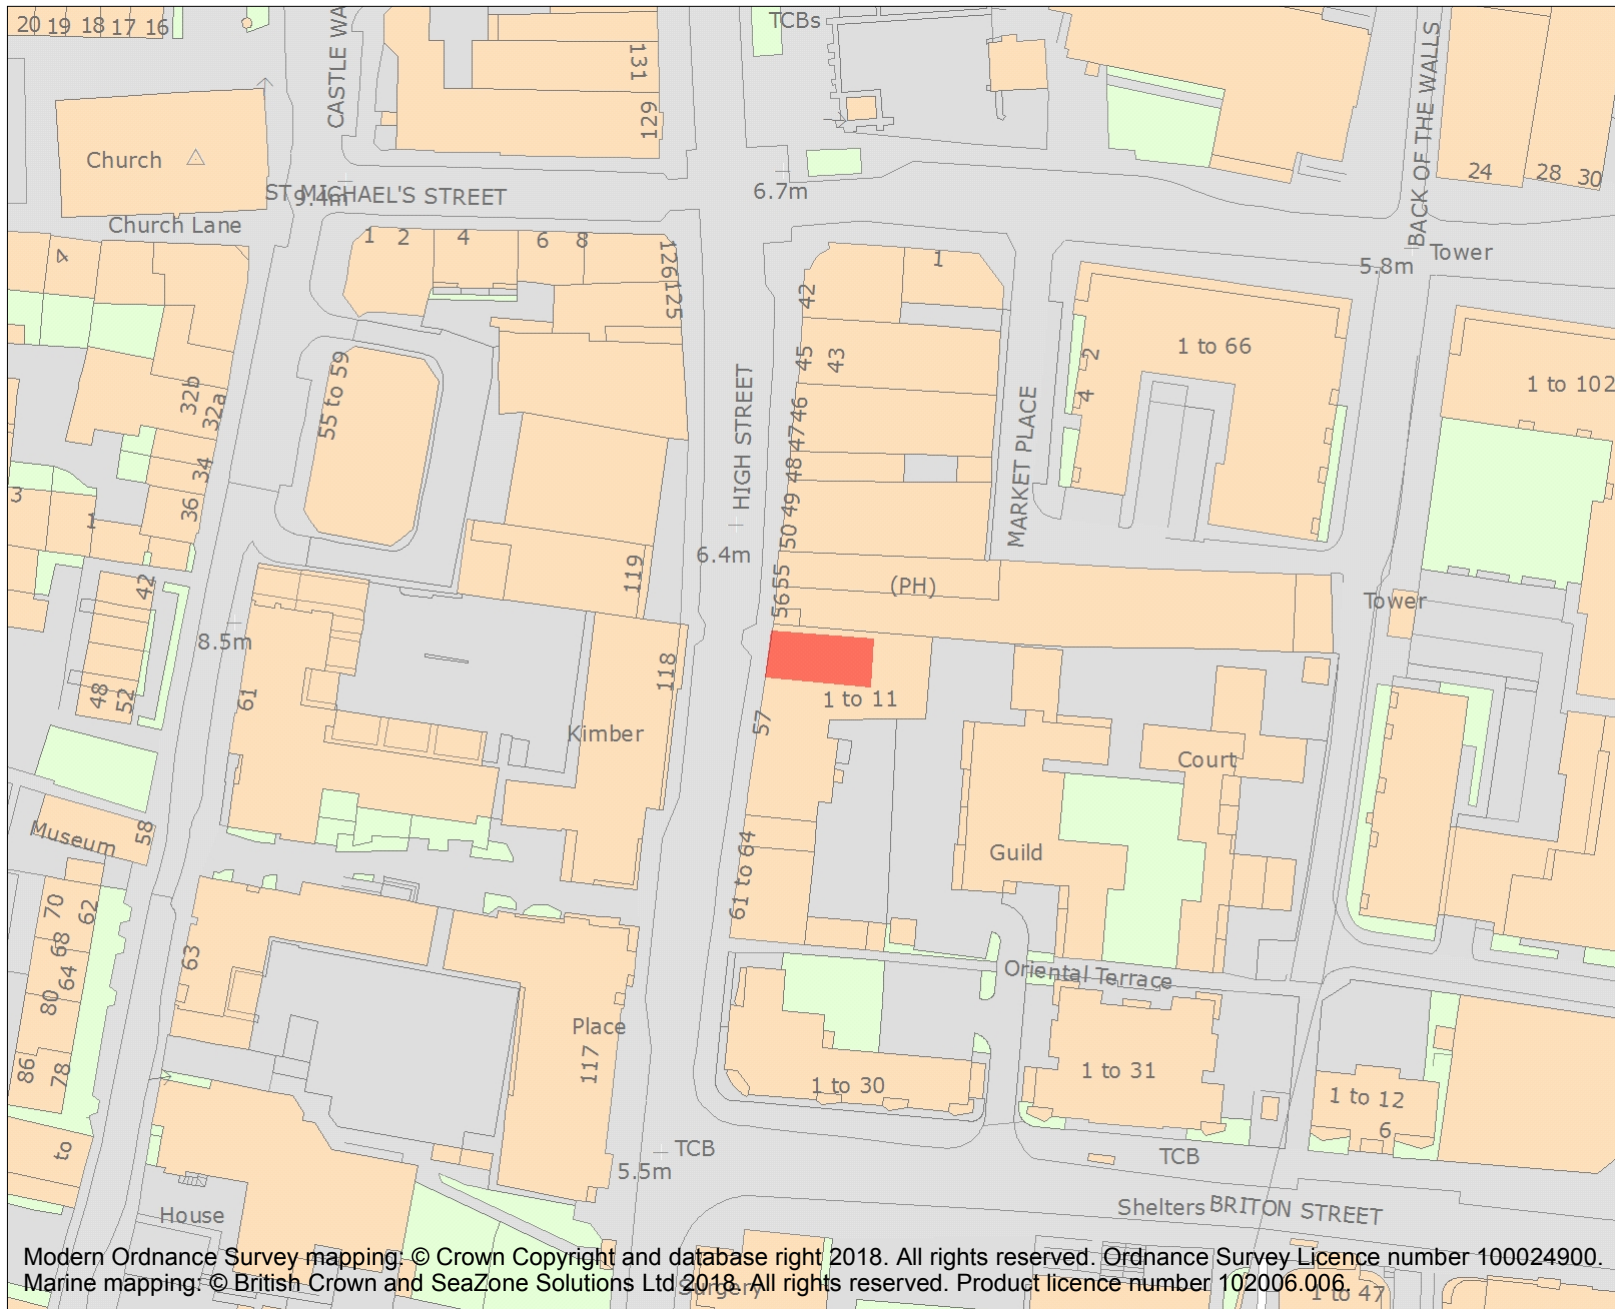 20 19 18 17 16
CASTLE WA
131
129
TCBs
BACK OF THE WALLS
24 28 30
Church
ST MICHAEL'S STREET
9.4m
6.7m
Church Lane
Tower
5.8m
4
1 2 4 6 8
126125
42
1
45
43
2
4
1 to 66
1 to 102
55 to 59
32b
32a
HIGH STREET
4746
48
MARKET PLACE
34
36
3
1
49
50
6.4m
119
42
5655
(PH)
Tower
8.5m
48
52
61
118
1 to 11
57
Kimber
Court
Museum
58
Guild
61 to 64
70
62
68
64
80
63
Oriental Terrace
Place
117
86
78
1 to 30
1 to 31
1 to 12
6
to
TCB
5.5m
TCB
House
Shelters BRITON STREET
Modern Ordnance Survey mapping: © Crown Copyright and database right 2018. All rights reserved. Ordnance Survey Licence number 100024900.
Marine mapping: © British Crown and SeaZone Solutions Ltd 2018. All rights reserved. Product licence number 102006.006.
Surgery
1 to 47